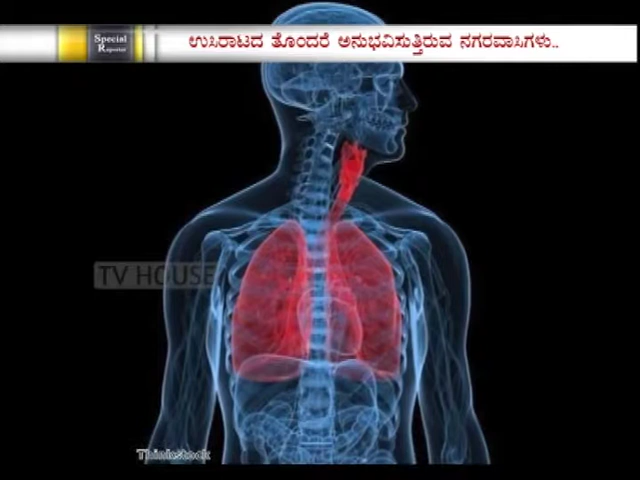 Special
Reporter
ಉಸಿರಾಟದ ತೊಂದರೆ ಅನುಭವಿಸುತ್ತಿರುವ ನಗರವಾಸಿಗಳು..
TV HOUSE
Thinkstock